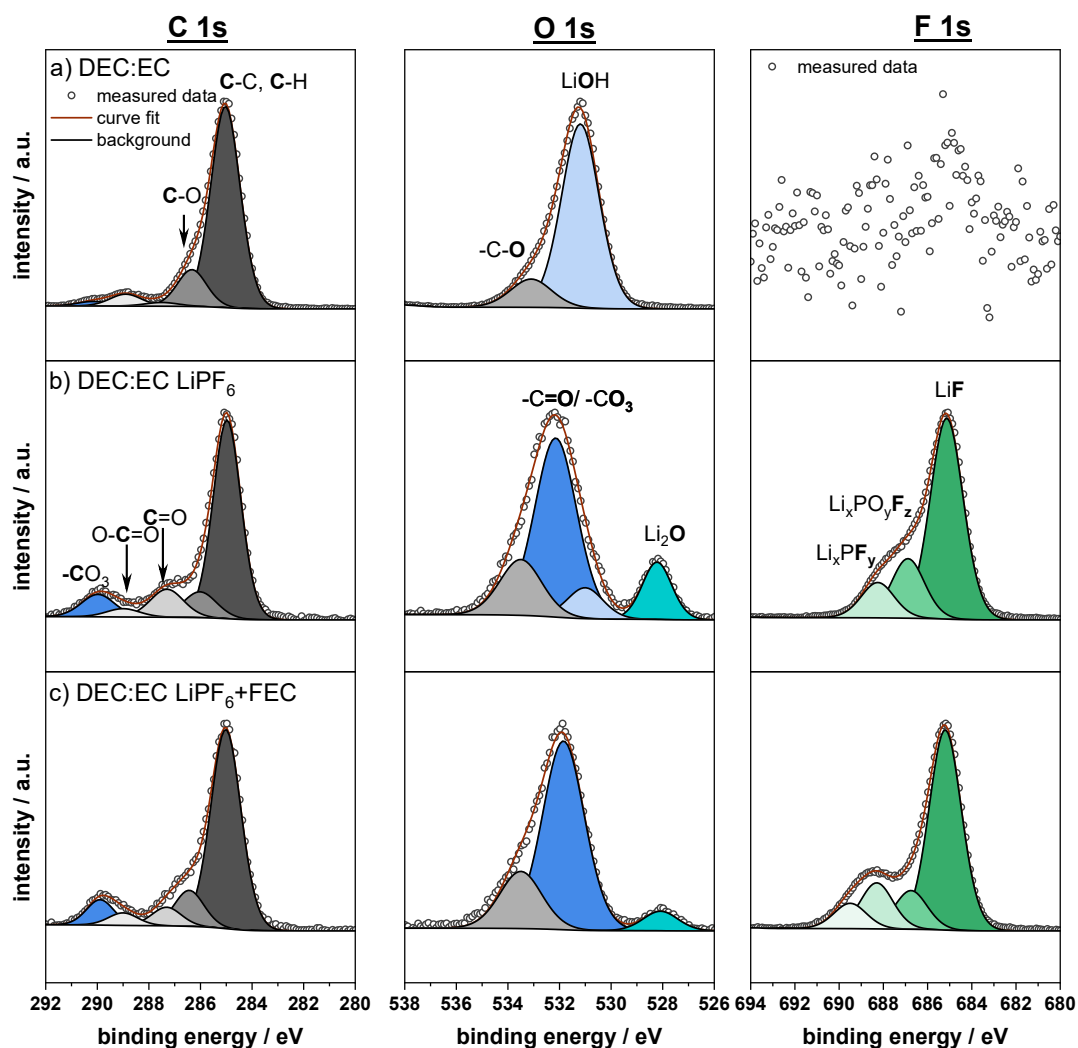 C 1s
O 1s
F 1s
a) DEC:EC
measured data
curve fit
background
C-C, C-H
C-O
LiOH
-C-O
measured data
intensity / a.u.
b) DEC:EC LiPF₆
-CO₃
O-C=O
C=O
-C=O/ -CO₃
Li₂O
LiF
LiₓPOᵧF_z
LiₓPFᵧ
intensity / a.u.
c) DEC:EC LiPF₆+FEC
intensity / a.u.
292 290 288 286 284 282 280
538 536 534 532 530 528 526
694 692 690 688 686 684 682 680
binding energy / eV
binding energy / eV
binding energy / eV